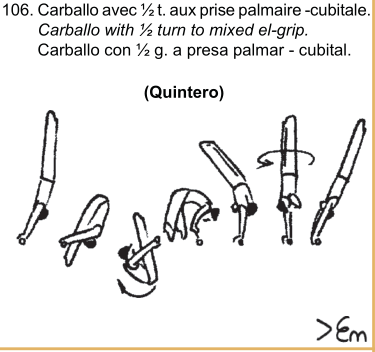 106. Carballo avec ½ t. aux prise palmaire -cubitale.
Carballo with ½ turn to mixed el-grip.
Carballo con ½ g. a presa palmar - cubital.
(Quintero)
>Em